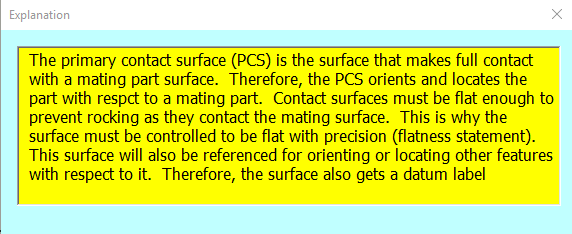 Explanation
The primary contact surface (PCS) is the surface that makes full contact
with a mating part surface.  Therefore, the PCS orients and locates the
part with respct to a mating part.  Contact surfaces must be flat enough to
prevent rocking as they contact the mating surface.  This is why the
surface must be controlled to be flat with precision (flatness statement).
This surface will also be referenced for orienting or locating other features
with respect to it.  Therefore, the surface also gets a datum label